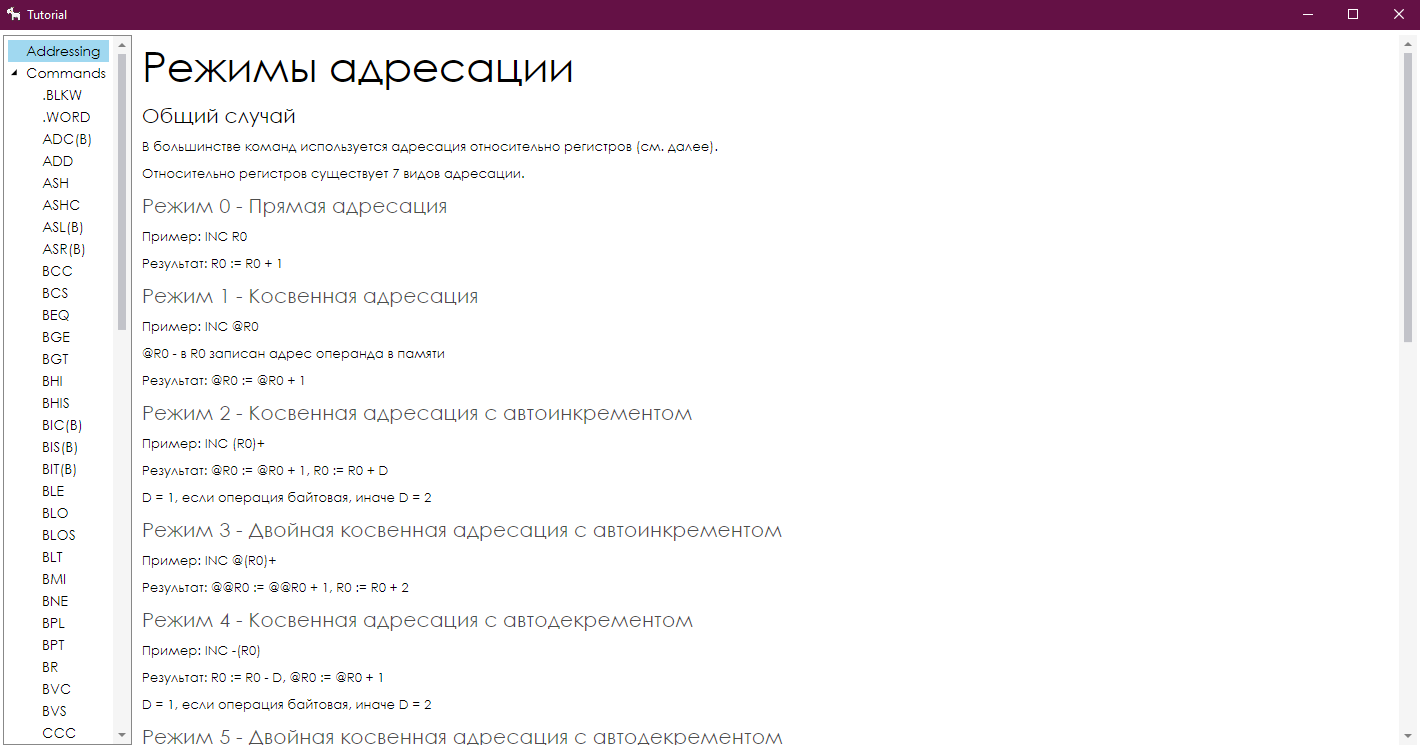 Tutorial
Addressing
Commands
.BLKW
.WORD
ADC(B)
ADD
ASH
ASHC
ASL(B)
ASR(B)
BCC
BCS
BEQ
BGE
BGT
BHI
BHIS
BIC(B)
BIS(B)
BIT(B)
BLE
BLO
BLOS
BLT
BMI
BNE
BPL
BPT
BR
BVC
BVS
CCC
Режимы адресации
Общий случай
В большинстве команд используется адресация относительно регистров (см. далее).
Относительно регистров существует 7 видов адресации.
Режим 0 - Прямая адресация
Пример: INC R0
Результат: R0 := R0 + 1
Режим 1 - Косвенная адресация
Пример: INC @R0
@R0 - в R0 записан адрес операнда в памяти
Результат: @R0 := @R0 + 1
Режим 2 - Косвенная адресация с автоинкрементом
Пример: INC (R0)+
Результат: @R0 := @R0 + 1, R0 := R0 + D
D = 1, если операция байтовая, иначе D = 2
Режим 3 - Двойная косвенная адресация с автоинкрементом
Пример: INC @(R0)+
Результат: @@R0 := @@R0 + 1, R0 := R0 + 2
Режим 4 - Косвенная адресация с автодекрементом
Пример: INC -(R0)
Результат: R0 := R0 - D, @R0 := @R0 + 1
D = 1, если операция байтовая, иначе D = 2
Режим 5 - Двойная косвенная адресация с автодекрементом